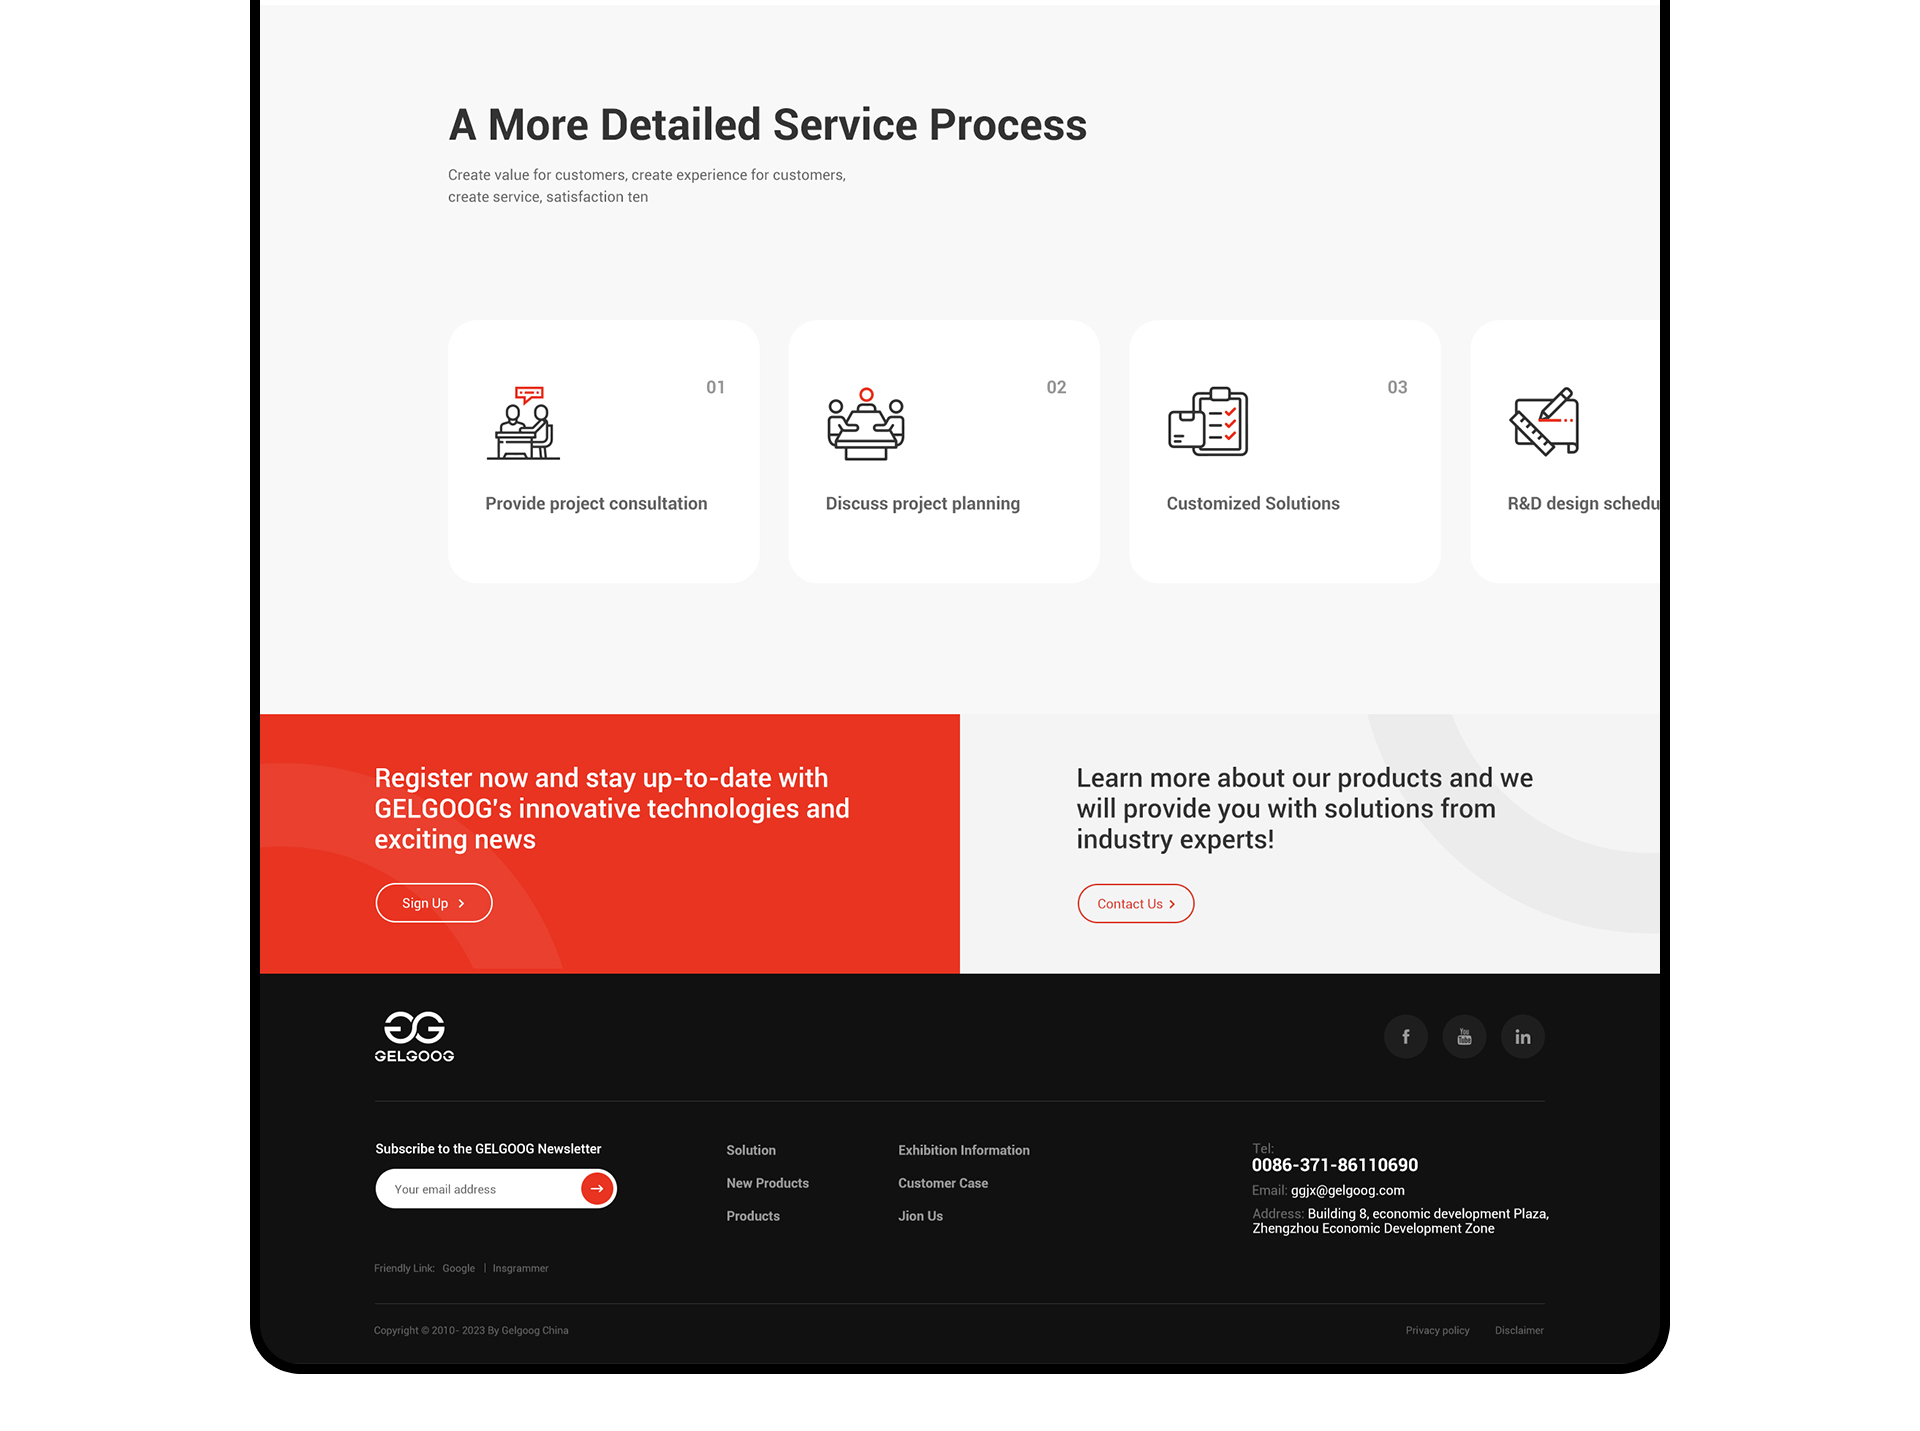 A More Detailed Service Process
Create value for customers, create experience for customers,
create service, satisfaction ten
01
Provide project consultation
02
Discuss project planning
03
Customized Solutions
R&D design schedu
Register now and stay up-to-date with
GELGOOG's innovative technologies and
exciting news
Sign Up
Learn more about our products and we
will provide you with solutions from
industry experts!
Contact Us
GELGOOG
f
You Tube
in
Subscribe to the GELGOOG Newsletter
Your email address
Solution
New Products
Products
Exhibition Information
Customer Case
Jion Us
Tel:
0086-371-86110690
Email: ggjx@gelgoog.com
Address: Building 8, economic development Plaza,
Zhengzhou Economic Development Zone
Friendly Link: Google | Insgrammer
Copyright © 2010- 2023 By Gelgoog China
Privacy policy
Disclaimer